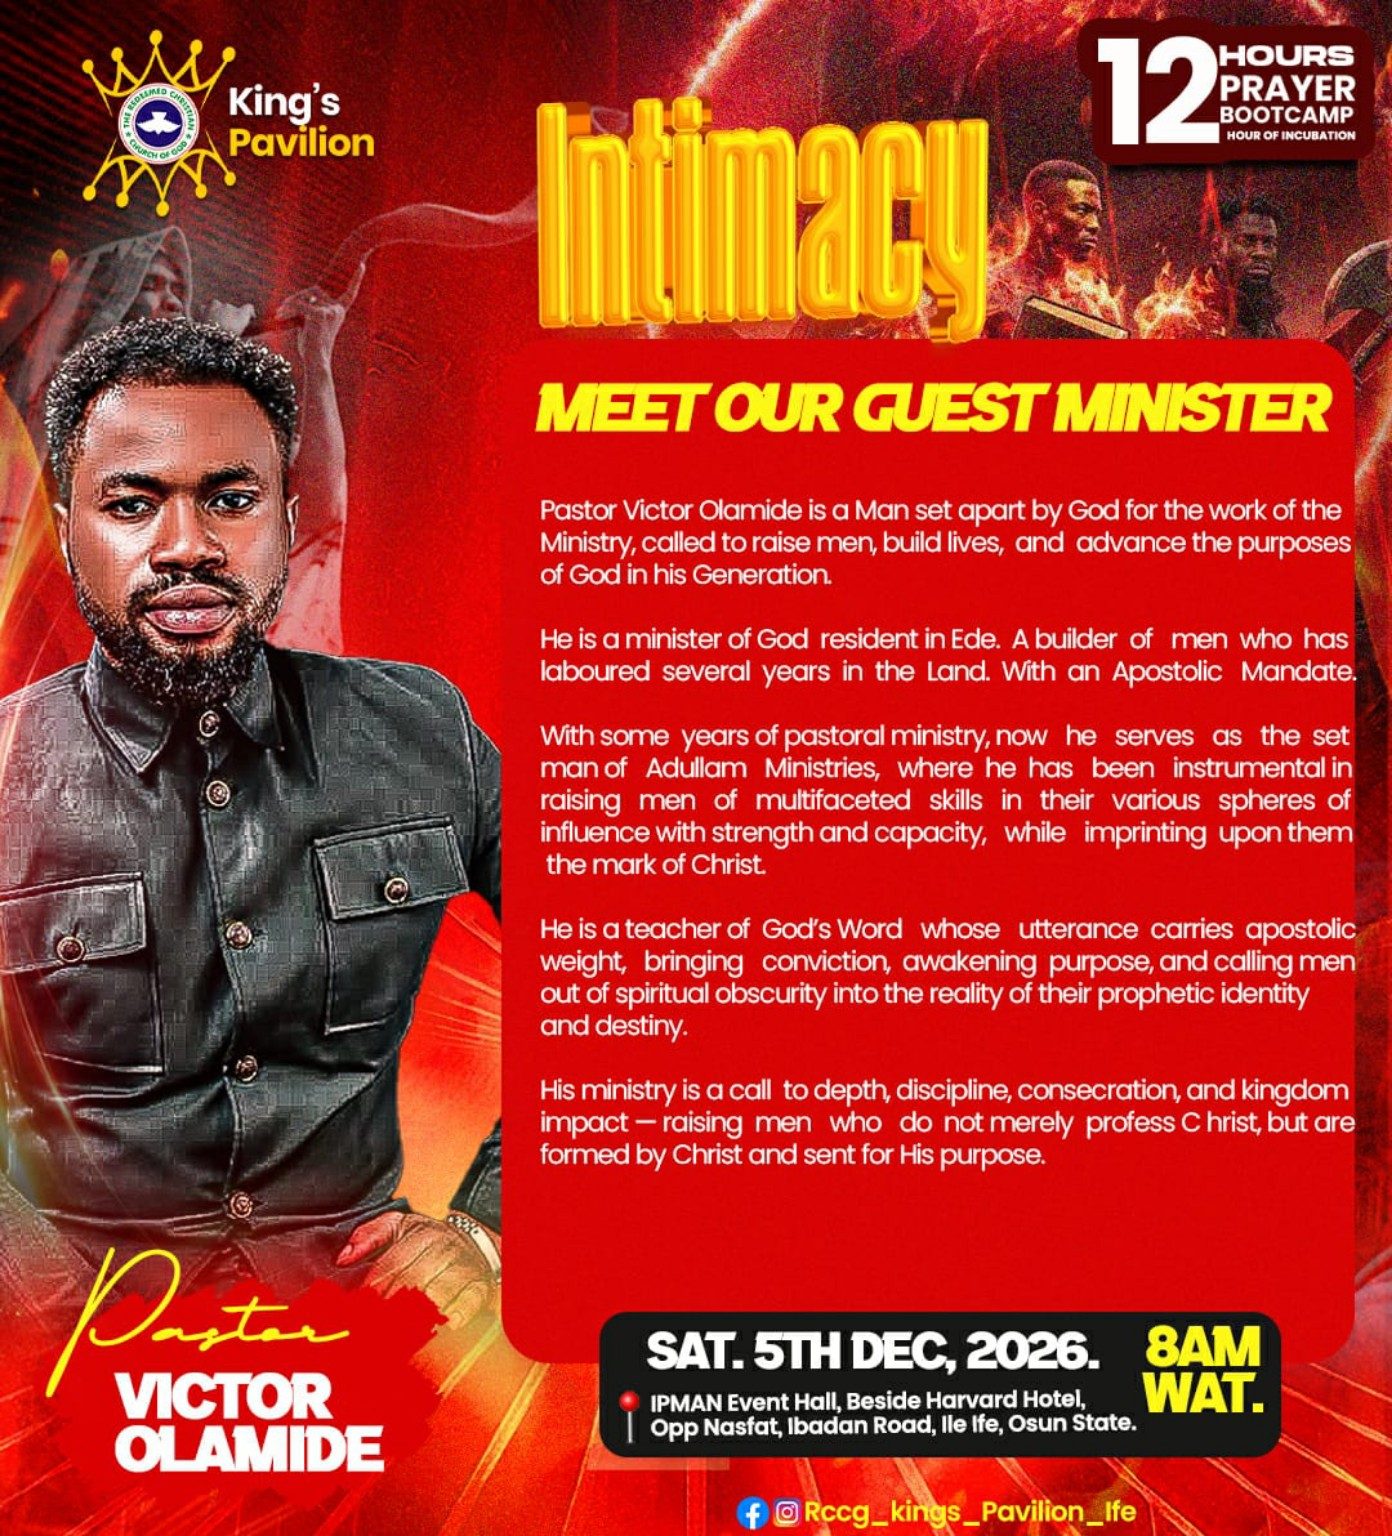 THE REDEEMED CHRISTIAN
CHURCH OF GOD
King's
Pavilion
12 HOURS
PRAYER
BOOTCAMP
HOUR OF INCUBATION
Intimacy
MEET OUR GUEST MINISTER
Pastor Victor Olamide is a Man set apart by God for the work of the
Ministry, called to raise men, build lives, and advance the purposes
of God in his Generation.
He is a minister of God resident in Ede. A builder of men who has
laboured several years in the Land. With an Apostolic Mandate.
With some years of pastoral ministry, now he serves as the set
man of Adullam Ministries, where he has been instrumental in
raising men of multifaceted skills in their various spheres of
influence with strength and capacity, while imprinting upon them
the mark of Christ.
He is a teacher of God's Word whose utterance carries apostolic
weight, bringing conviction, awakening purpose, and calling men
out of spiritual obscurity into the reality of their prophetic identity
and destiny.
His ministry is a call to depth, discipline, consecration, and kingdom
impact — raising men who do not merely profess C hrist, but are
formed by Christ and sent for His purpose.
Pastor
VICTOR
OLAMIDE
SAT. 5TH DEC, 2026.
8AM
WAT.
IPMAN Event Hall, Beside Harvard Hotel,
Opp Nasfat, Ibadan Road, Ile Ife, Osun State.
Rccg_kings_Pavilion_Ife